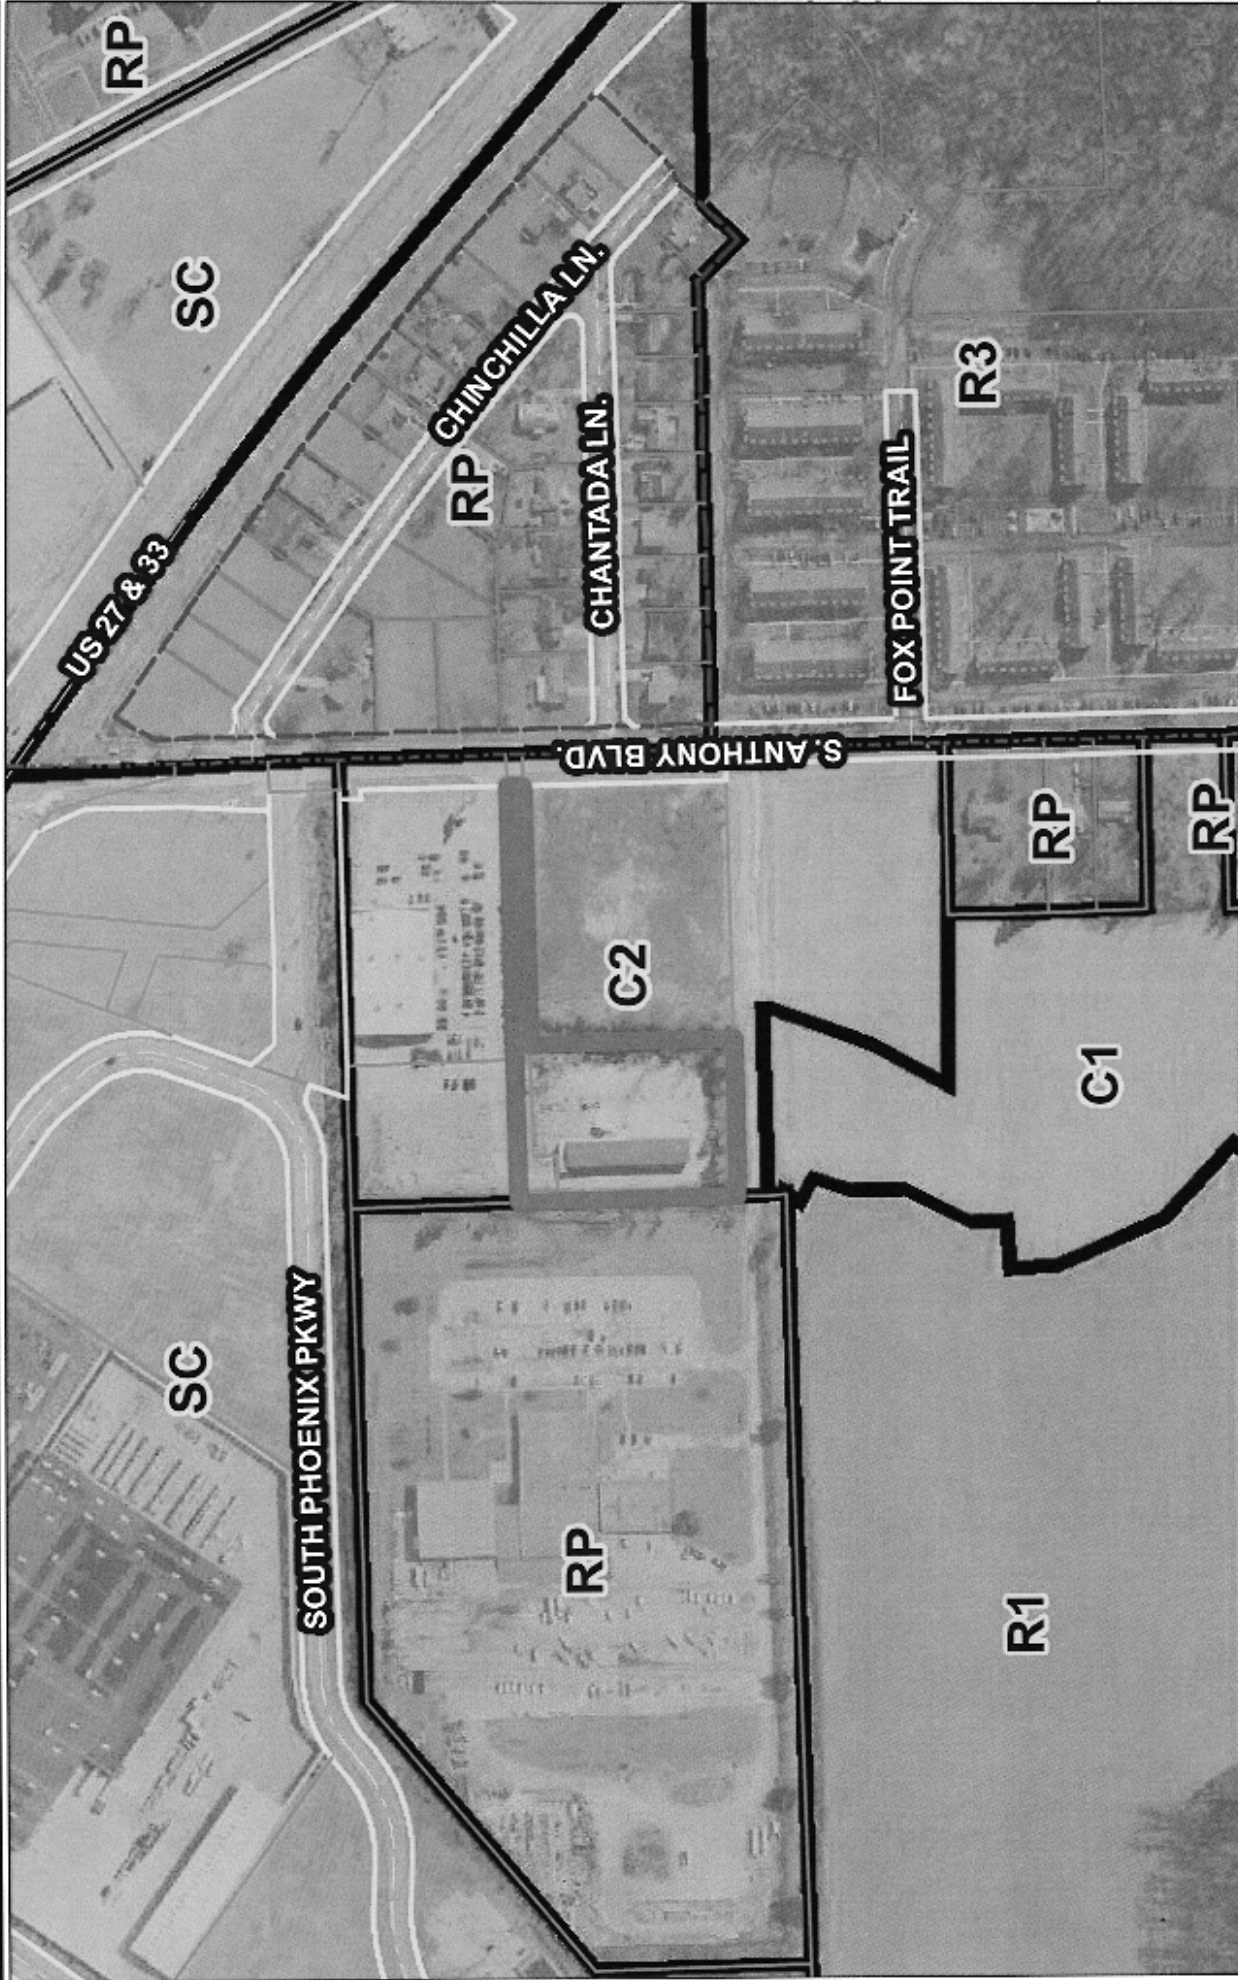 RP
SC
US 27 & 33
CHINCHILLA LN.
RP
CHANTADA LN.
R3
FOX POINT TRAIL
S. ANTHONY BLVD.
RP
RP
C2
C1
SC
SOUTH PHOENIX PKWY
RP
R1